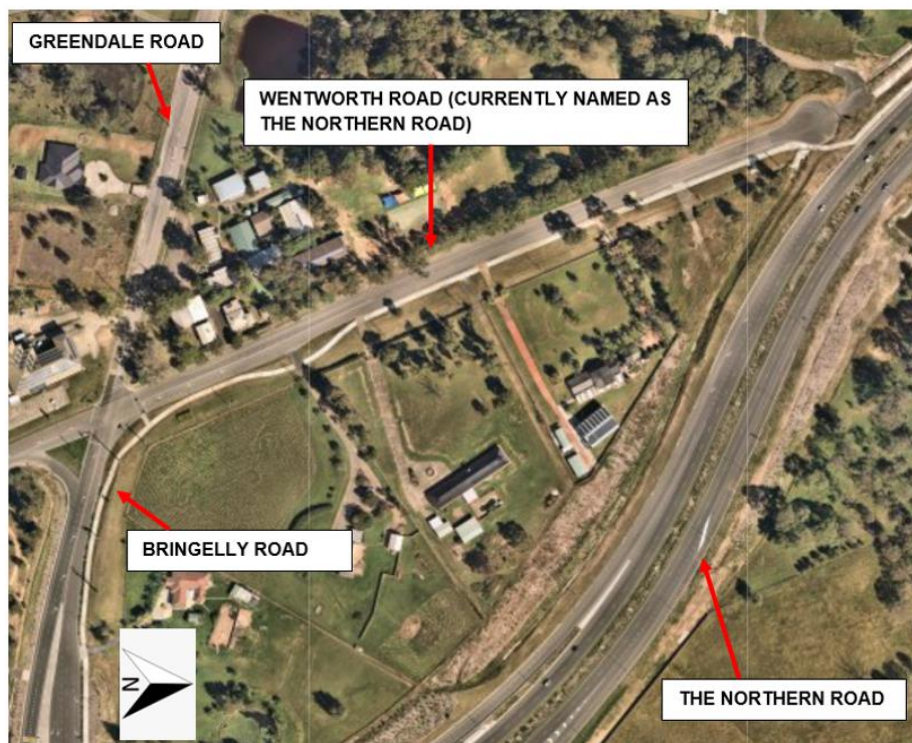 GREENDALE ROAD
WENTWORTH ROAD (CURRENTLY NAMED AS
THE NORTHERN ROAD)
BRINGELLY ROAD
N
THE NORTHERN ROAD